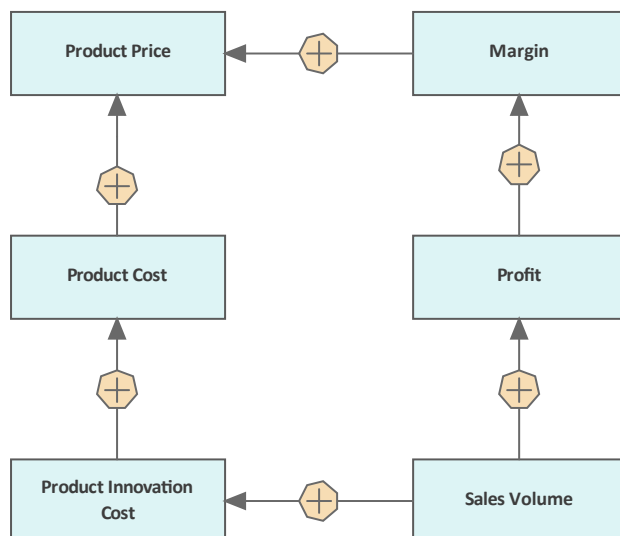 Product Price
Margin
Product Cost
Profit
Product Innovation
Cost
Sales Volume